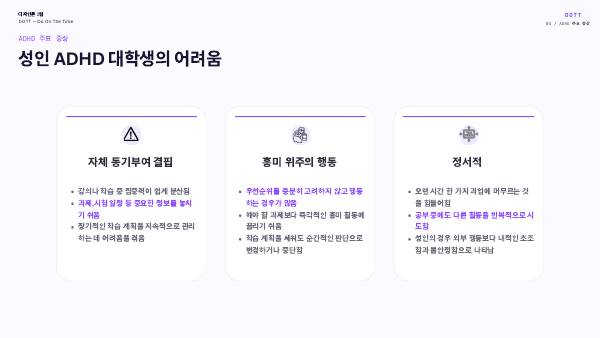 디자인론 2팀
DOTT — Do On The Time
DOTT
03 / ADHD 주요 증상
ADHD 주요 증상
성인 ADHD 대학생의 어려움
자체 동기부여 결핍
강의나 학습 중 집중력이 쉽게 분산됨
과제, 시험 일정 등 중요한 정보를 놓치
기 쉬움
장기적인 학습 계획을 지속적으로 관리
하는 데 어려움을 겪음
흥미 위주의 행동
우선순위를 충분히 고려하지 않고 행동
하는 경우가 많음
해야 할 과제보다 즉각적인 흥미 활동에
끌리기 쉬움
학습 계획을 세워도 순간적인 판단으로
변경하거나 중단함
정서적
오랜 시간 한 가지 과업에 머무르는 것
을 힘들어함
공부 중에도 다른 활동을 반복적으로 시
도함
성인의 경우 외부 행동보다 내적인 초조
함과 불안정함으로 나타남